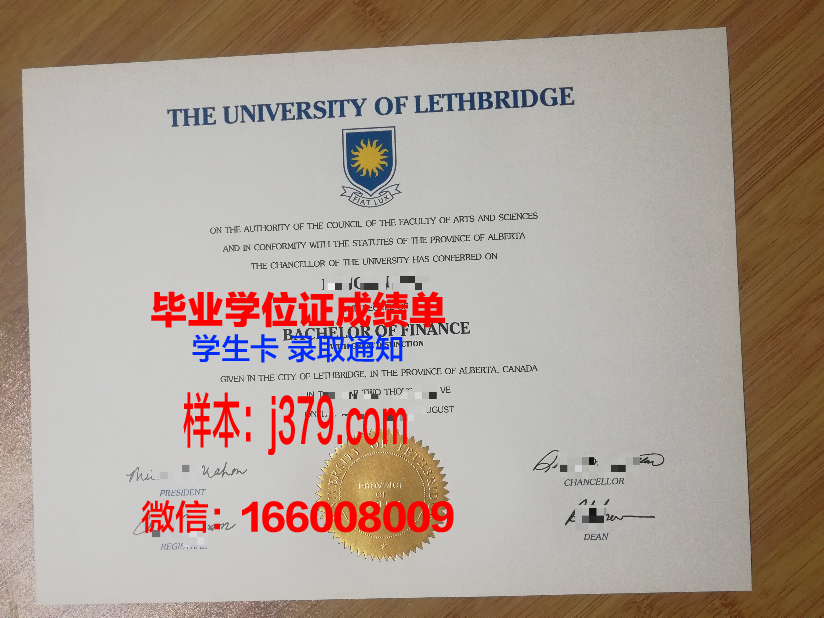 THE UNIVERSITY OF LETHBRIDGE
FIAT LUX
ON THE AUTHORITY OF THE COUNCIL OF THE FACULTY OF ARTS AND SCIENCES
AND IN CONFORMITY WITH THE STATUTES OF THE PROVINCE OF ALBERTA
THE CHANCELLOR OF THE UNIVERSITY HAS CONFERRED ON
毕业学位证成绩单
BACHELOR OF FINANCE
学生卡 录取通知
GIVEN IN THE CITY OF LETHBRIDGE, IN THE PROVINCE OF ALBERTA, CANADA
样本：j379.com
PROVINCE
OF
PRESIDENT
CHANCELLOR
微信：166008009
DEAN